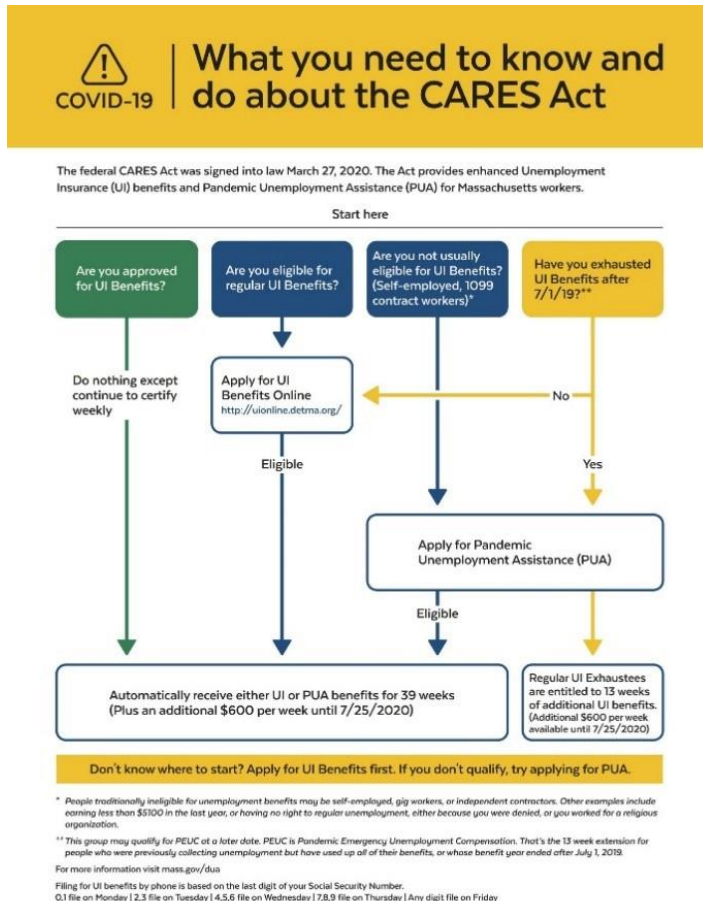 What you need to know and
do about the CARES Act
COVID-19
The federal CARES Act was signed into law March 27, 2020. The Act provides enhanced Unemployment
Insurance (UI) benefits and Pandemic Unemployment Assistance (PUA) for Massachusetts workers.
Start here
Are you approved
for UI Benefits?
Are you eligible for
regular UI Benefits?
Are you not usually
eligible for UI Benefits?
(Self-employed, 1099
contract workers)*
Have you exhausted
UI Benefits after
7/1/19?**
Do nothing except
continue to certify
weekly
Apply for UI
Benefits Online
http://uionline.detma.org/
No
Eligible
Yes
Apply for Pandemic
Unemployment Assistance (PUA)
Eligible
Automatically receive either UI or PUA benefits for 39 weeks
(Plus an additional $600 per week until 7/25/2020)
Regular UI Exhaustees
are entitled to 13 weeks
of additional UI benefits.
(Additional $600 per week
available until 7/25/2020)
Don't know where to start? Apply for UI Benefits first. If you don't qualify, try applying for PUA.
* People traditionally ineligible for unemployment benefits may be self-employed, gig workers, or independent contractors. Other examples include
earning less than $5100 in the last year, or having no right to regular unemployment, either because you were denied, or you worked for a religious
organization.
** This group may qualify for PEUC at a later date. PEUC is Pandemic Emergency Unemployment Compensation. That's the 13 week extension for
people who were previously collecting unemployment but have used up all of their benefits, or whose benefit year ended after July 1, 2019.
For more information visit mass.gov/dua
Filing for UI benefits by phone is based on the last digit of your Social Security Number.
0,1 file on Monday | 2,3 file on Tuesday | 4,5,6 file on Wednesday | 7,8,9 file on Thursday | Any digit file on Friday